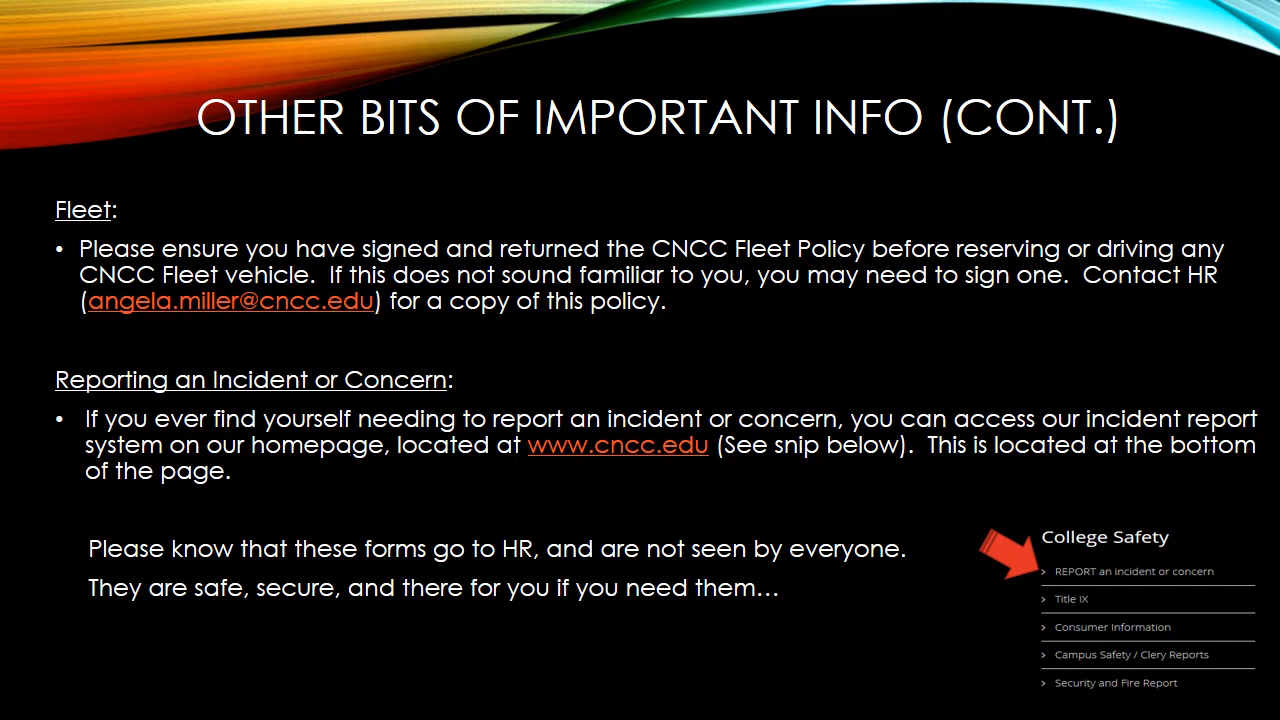 OTHER BITS OF IMPORTANT INFO (CONT.)
Fleet:
• Please ensure you have signed and returned the CNCC Fleet Policy before reserving or driving any
CNCC Fleet vehicle.  If this does not sound familiar to you, you may need to sign one.  Contact HR
(angela.miller@cncc.edu) for a copy of this policy.
Reporting an Incident or Concern:
• If you ever find yourself needing to report an incident or concern, you can access our incident report
system on our homepage, located at www.cncc.edu (See snip below).  This is located at the bottom
of the page.
Please know that these forms go to HR, and are not seen by everyone.
They are safe, secure, and there for you if you need them…
College Safety
› REPORT an incident or concern
› Title IX
› Consumer Information
› Campus Safety / Clery Reports
› Security and Fire Report